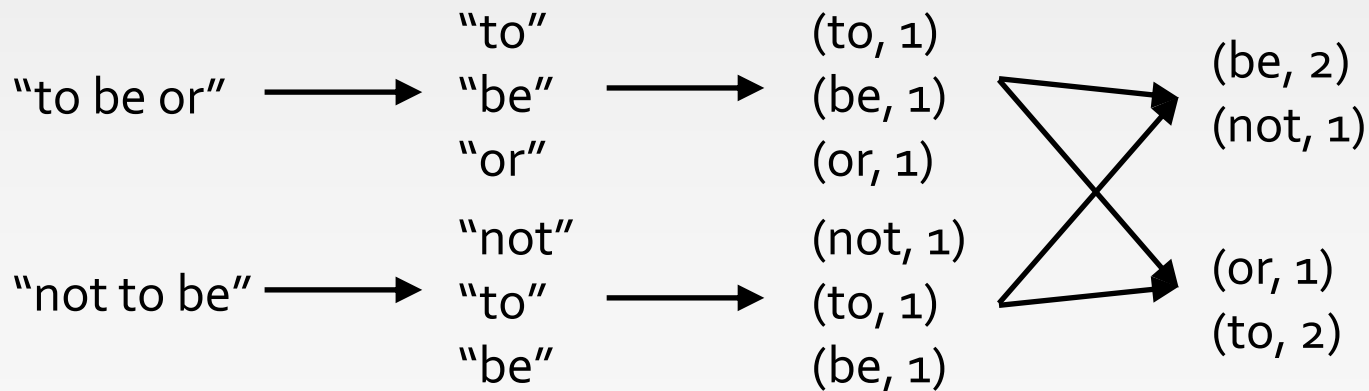 “to be or”
“to”
“be”
“or”
(to, 1)
(be, 1)
(or, 1)
(be, 2)
(not, 1)
“not to be”
“not”
“to”
“be”
(not, 1)
(to, 1)
(be, 1)
(or, 1)
(to, 2)